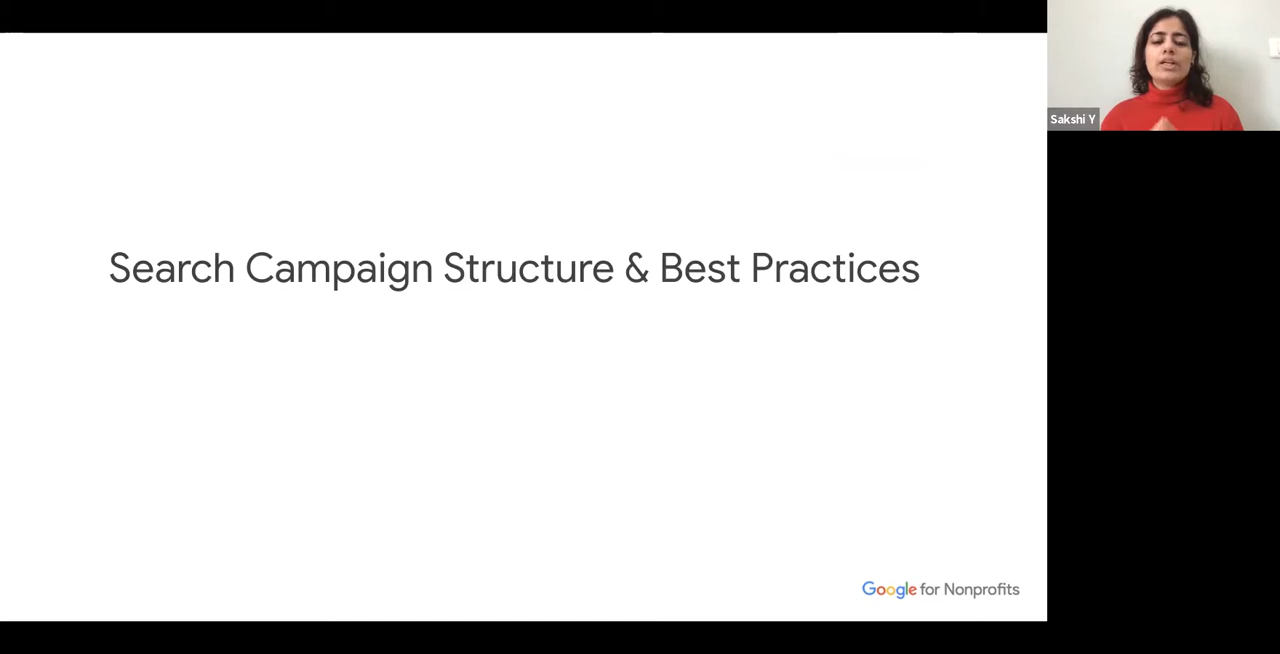 Search Campaign Structure & Best Practices
Sakshi Y
Google for Nonprofits